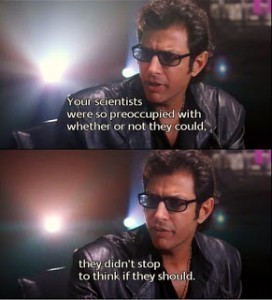 Your scientists
were so preoccupied with
whether or not they could,
they didn't stop
to think if they should.